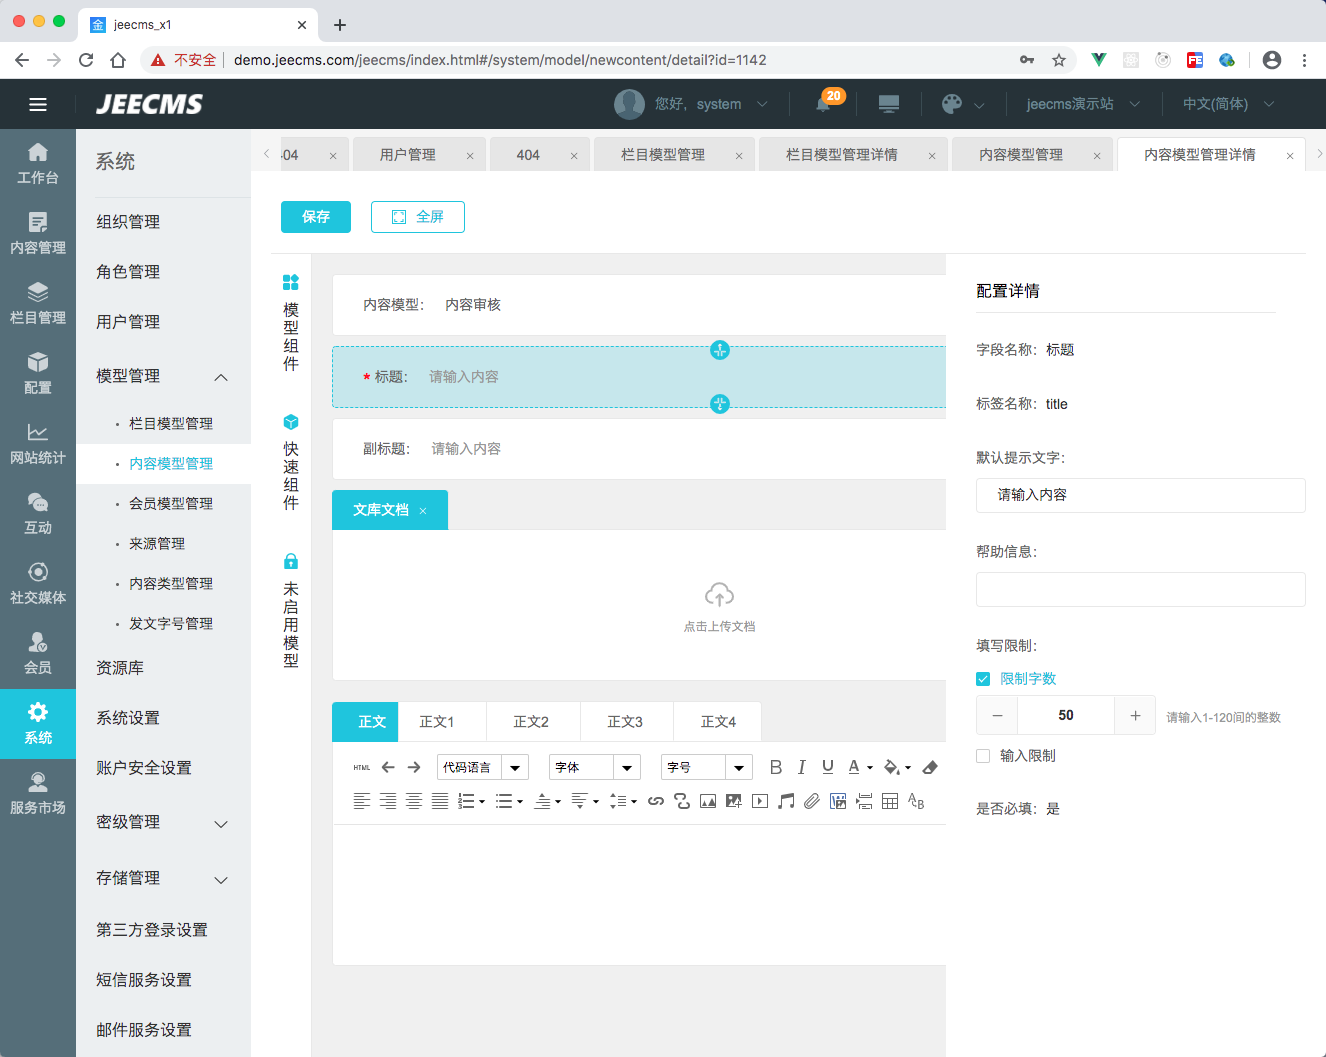 金 jeecms_x1
不安全 demo.jeecms.com/jeecms/index.html#/system/model/newcontent/detail?id=1142
FE
JEECMS 您好，system 20 jeecms演示站 中文(简体)
工作台
内容管理
栏目管理
配置
网站统计
互动
社交媒体
会员
系统
服务市场
系统
组织管理
角色管理
用户管理
模型管理
· 栏目模型管理
· 内容模型管理
· 会员模型管理
· 来源管理
· 内容类型管理
· 发文字号管理
资源库
系统设置
账户安全设置
密级管理
存储管理
第三方登录设置
短信服务设置
邮件服务设置
404 × 用户管理 × 404 × 栏目模型管理 × 栏目模型管理详情 × 内容模型管理 × 内容模型管理详情 ×
保存 全屏
模型组件
快速组件
未启用模型
内容模型： 内容审核
* 标题： 请输入内容
副标题： 请输入内容
文库文档 ×
点击上传文档
正文 正文1 正文2 正文3 正文4
HTML 代码语言 字体 字号 B I U A
配置详情
字段名称：标题
标签名称：title
默认提示文字：
请输入内容
帮助信息：
填写限制：
限制字数
− 50 + 请输入1-120间的整数
输入限制
是否必填：是